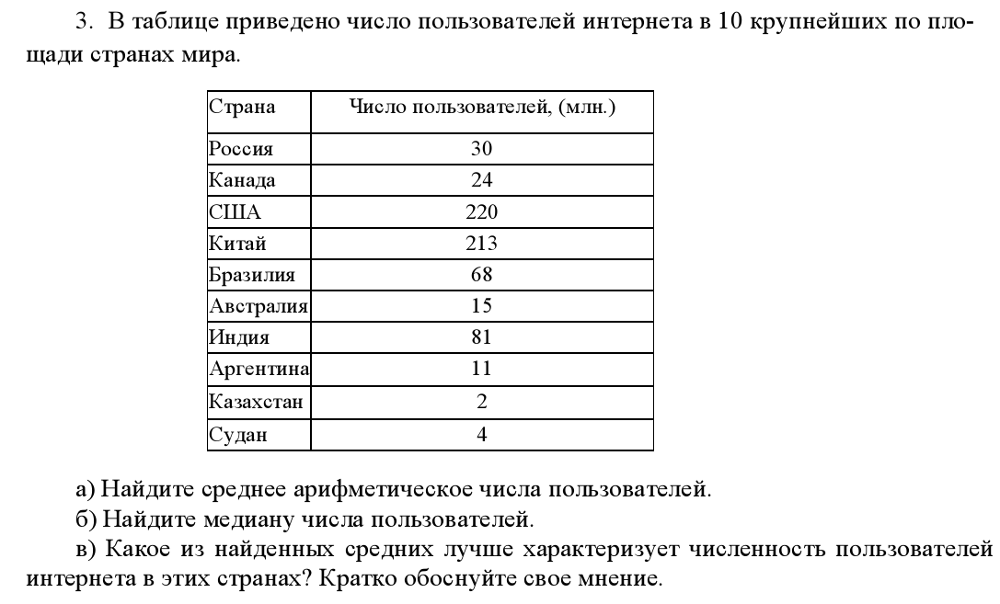 3. В таблице приведено число пользователей интернета в 10 крупнейших по пло-
щади странах мира.
Страна Число пользователей, (млн.)
Россия 30
Канада 24
США 220
Китай 213
Бразилия 68
Австралия 15
Индия 81
Аргентина 11
Казахстан 2
Судан 4
а) Найдите среднее арифметическое числа пользователей.
б) Найдите медиану числа пользователей.
в) Какое из найденных средних лучше характеризует численность пользователей
интернета в этих странах? Кратко обоснуйте свое мнение.